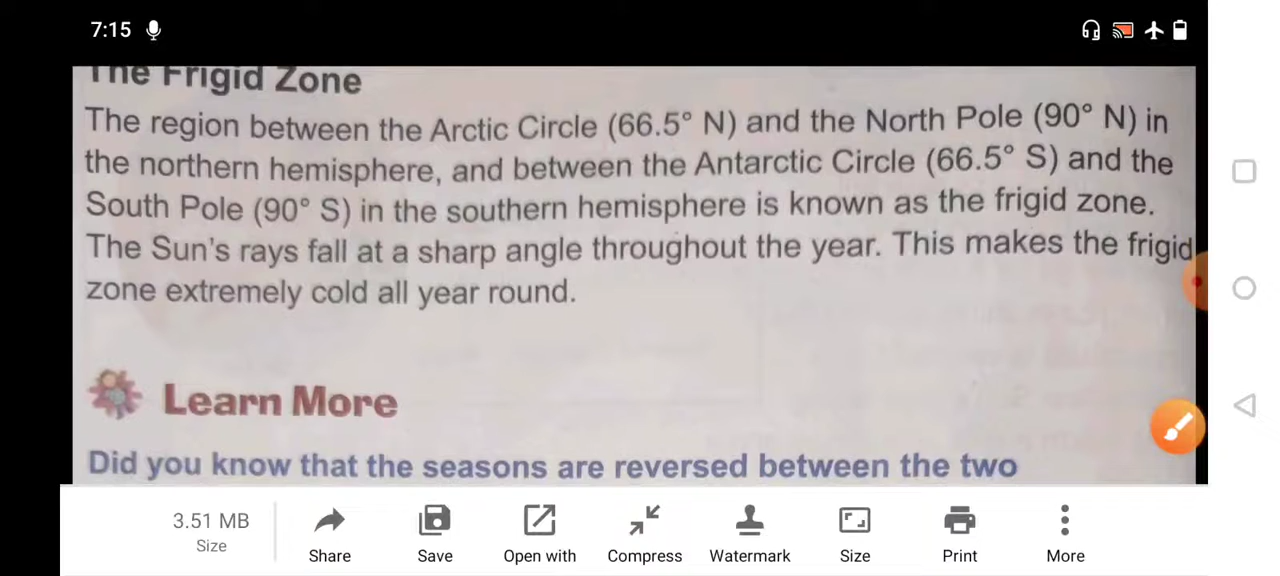 7:15
The Frigid Zone
The region between the Arctic Circle (66.5° N) and the North Pole (90° N) in
the northern hemisphere, and between the Antarctic Circle (66.5° S) and the
South Pole (90° S) in the southern hemisphere is known as the frigid zone.
The Sun's rays fall at a sharp angle throughout the year. This makes the frigid
zone extremely cold all year round.
Learn More
Did you know that the seasons are reversed between the two
3.51 MB
Size
Share
Save
Open with
Compress
Watermark
Size
Print
More